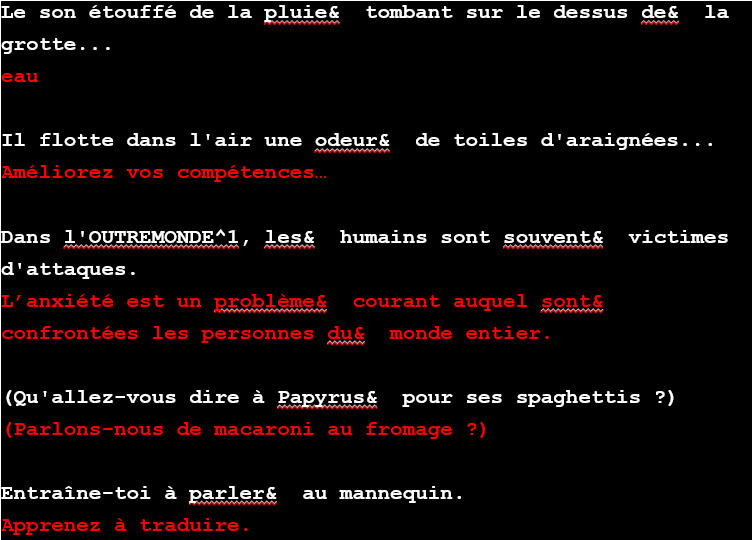 Le son étouffé de la pluie&  tombant sur le dessus de&  la
grotte...
eau
Il flotte dans l'air une odeur&  de toiles d'araignées...
Améliorez vos compétences…
Dans l'OUTREMONDE^1, les&  humains sont souvent&  victimes
d'attaques.
L’anxiété est un problème&  courant auquel sont&
confrontées les personnes du&  monde entier.
(Qu'allez-vous dire à Papyrus&  pour ses spaghettis ?)
(Parlons-nous de macaroni au fromage ?)
Entraîne-toi à parler&  au mannequin.
Apprenez à traduire.